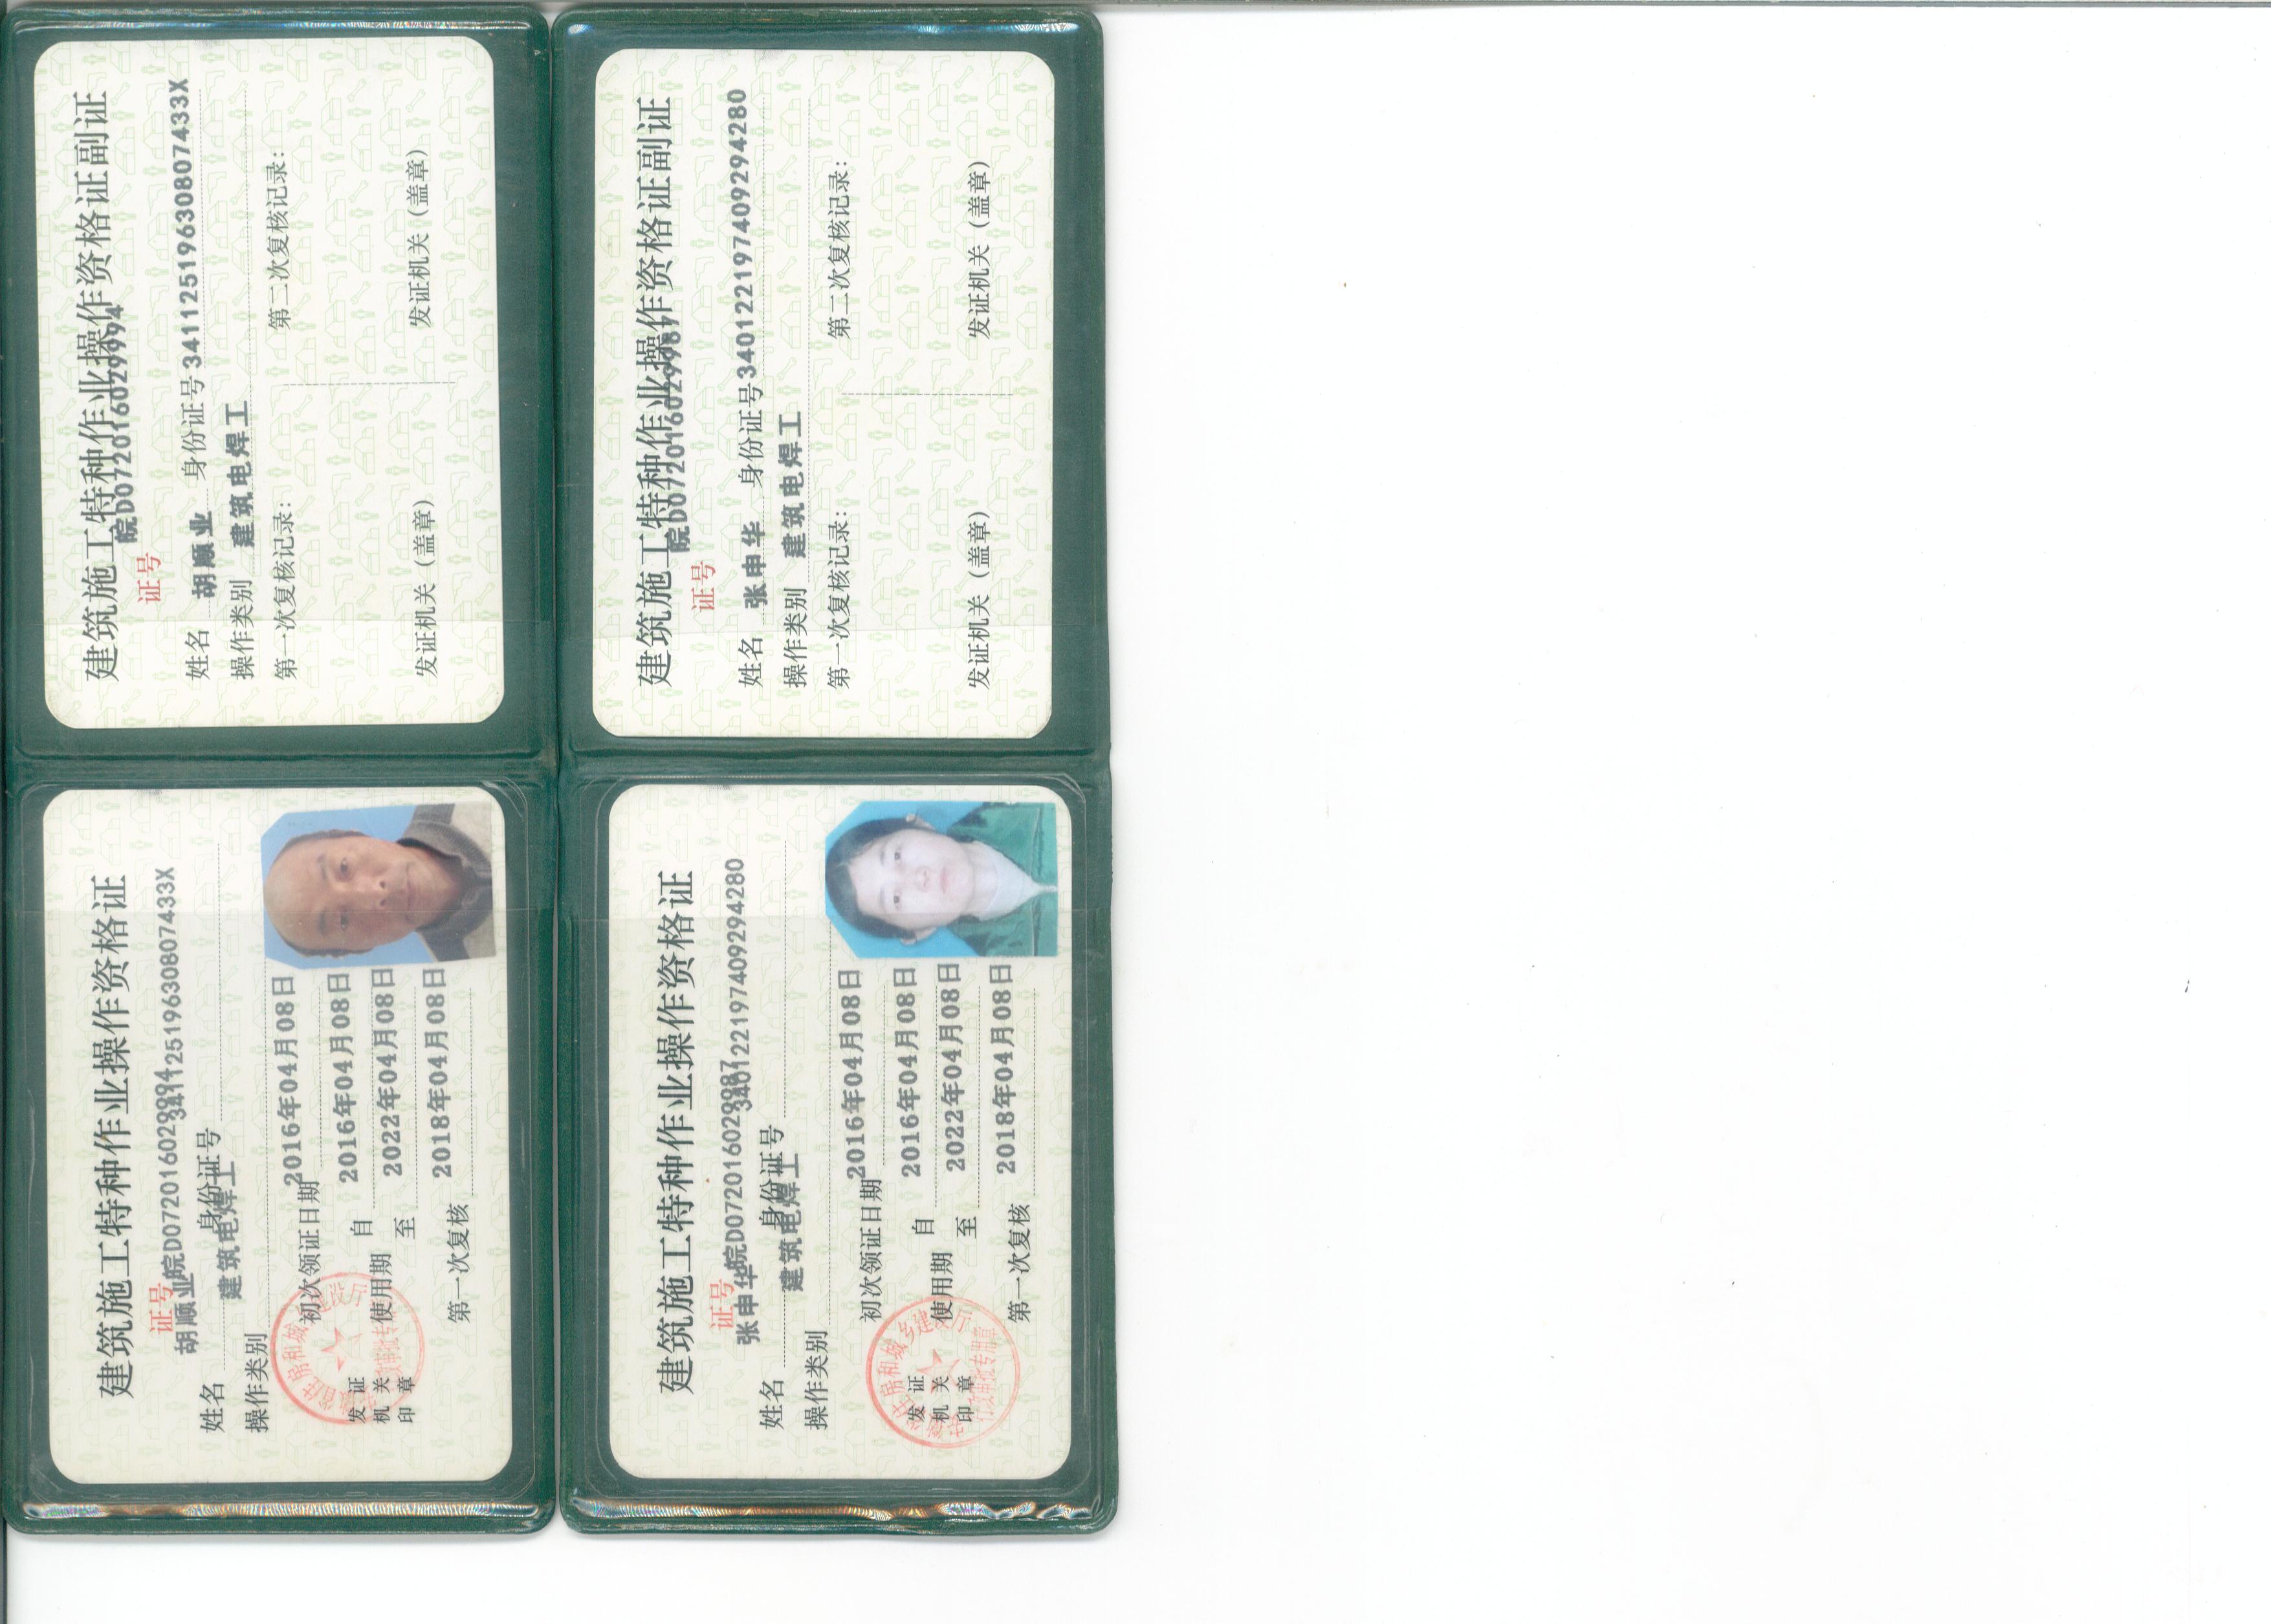 建筑施工特种作业操作资格证
证号 皖D072016029994
姓名 胡顺业
身份证号 34112519630807433X
操作类别 建筑电焊工
初次领证日期 2016年04月08日
使用期 自 2016年04月08日
至 2022年04月08日
第一次复核 2018年04月08日
发证
机关
印章
建筑施工特种作业操作资格证副证
证号 皖D072016029994
姓名 胡顺业 身份证号 34112519630807433X
操作类别 建筑电焊工
第一次复核记录: 第二次复核记录:
发证机关（盖章） 发证机关（盖章）
建筑施工特种作业操作资格证
证号 皖D072016029987
姓名 张申华
身份证号 340122197409294280
操作类别 建筑电焊工
初次领证日期 2016年04月08日
使用期 自 2016年04月08日
至 2022年04月08日
第一次复核 2018年04月08日
住房和城乡建设厅
行政审批专用章
发证
机关
印章
建筑施工特种作业操作资格证副证
证号 皖D072016029987
姓名 张申华 身份证号 340122197409294280
操作类别 建筑电焊工
第一次复核记录: 第二次复核记录:
发证机关（盖章） 发证机关（盖章）